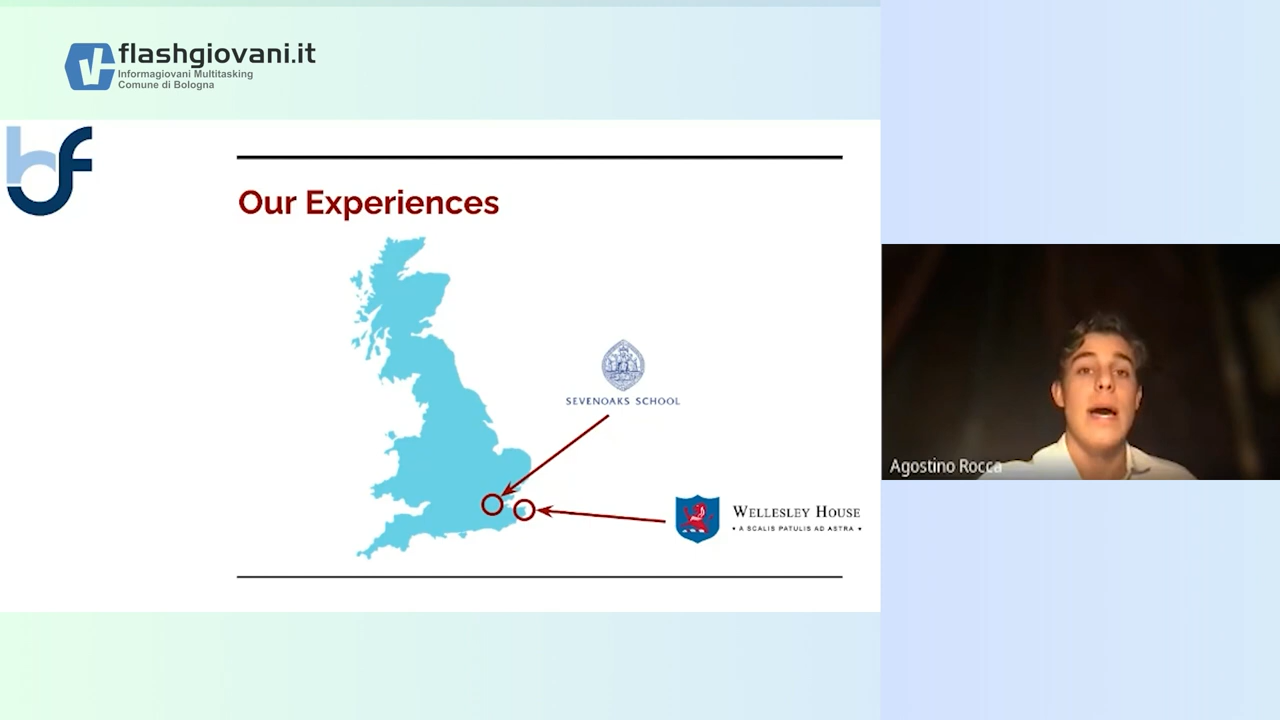 flashgiovani.it
Informagiovani Multitasking
Comune di Bologna
bf
Our Experiences
SEVENOAKS SCHOOL
WELLESLEY HOUSE
• A SCALIS PATULIS AD ASTRA •
Agostino Rocca